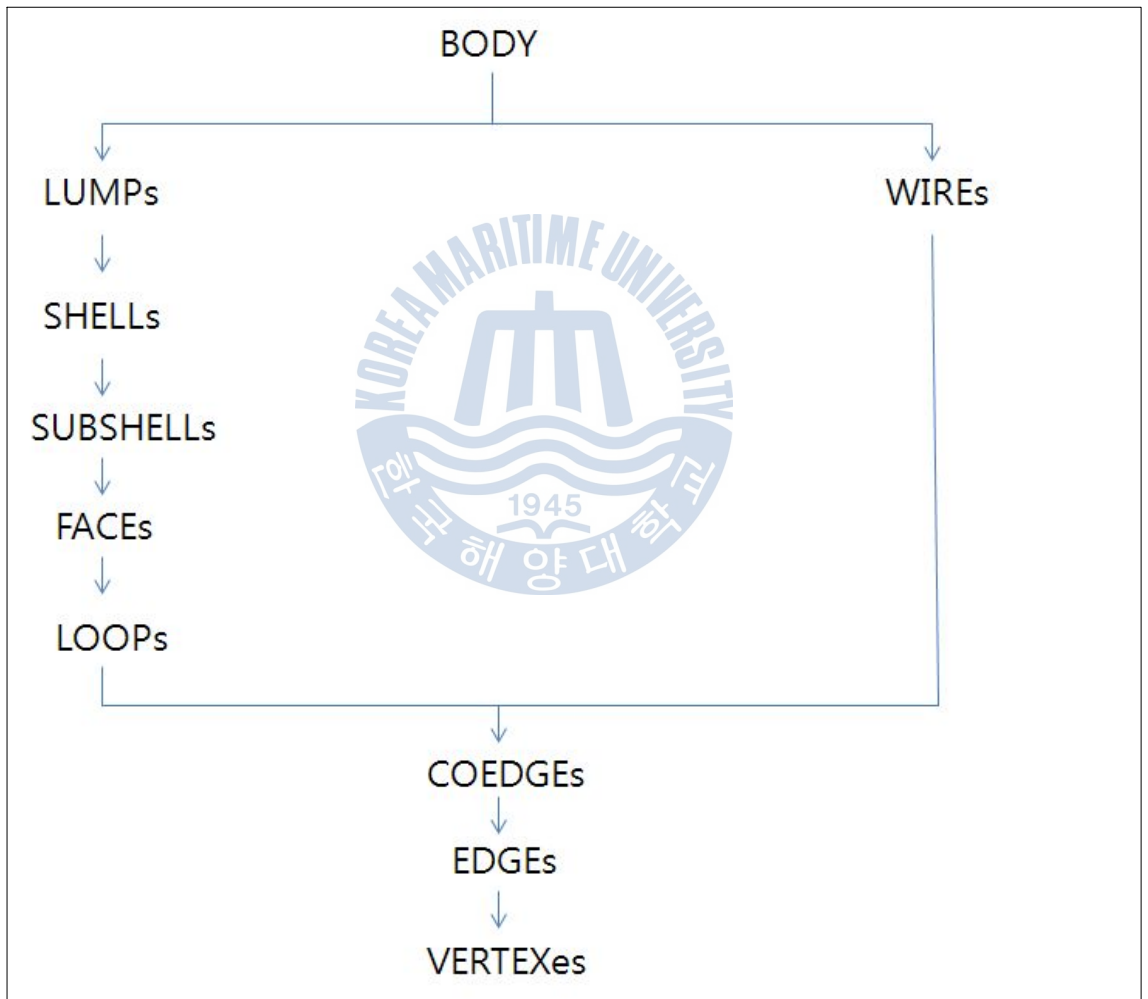 BODY
LUMPs
WIREs
KOREA MARITIME UNIVERSITY
SHELLs
SUBSHELLs
1945
FACEs
한국해양대학교
LOOPs
COEDGEs
EDGEs
VERTEXes